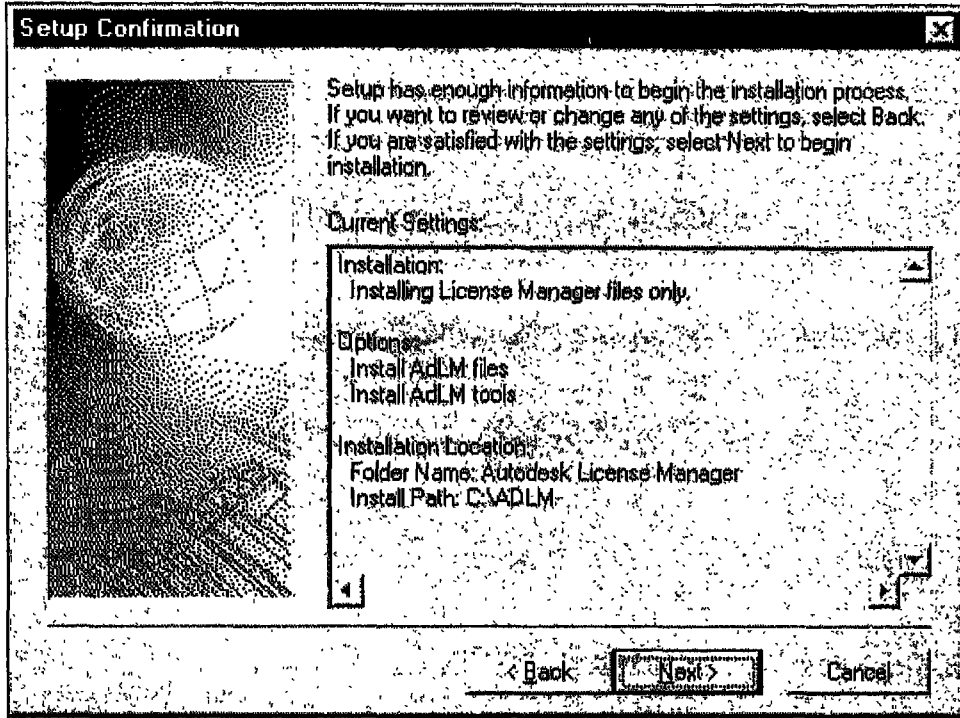 Setup Confirmation
Setup has enough information to begin the installation process.
If you want to review or change any of the settings, select Back.
If you are satisfied with the settings, select Next to begin
installation.
Current Settings:
Installation:
Installing License Manager files only.
Options:
Install AdLM files
Install AdLM tools
Installation Location:
Folder Name: Autodesk License Manager
Install Path: C:\ADLM
< Back
Next >
Cancel